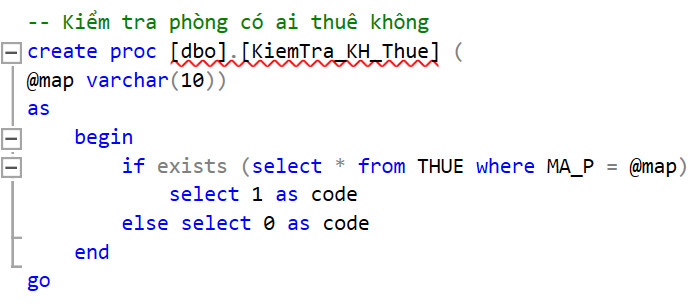 -- Kiểm tra phòng có ai thuê không
create proc [dbo].[KiemTra_KH_Thue] (
@map varchar(10))
as
begin
if exists (select * from THUE where MA_P = @map)
select 1 as code
else select 0 as code
end
go